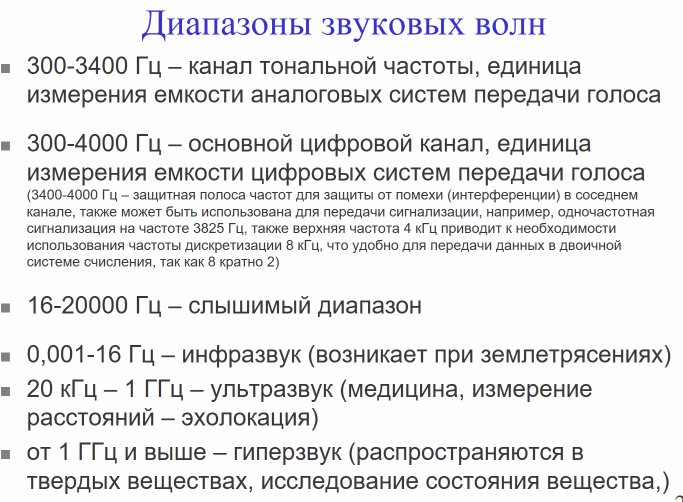 Диапазоны звуковых волн
300-3400 Гц – канал тональной частоты, единица
измерения емкости аналоговых систем передачи голоса
300-4000 Гц – основной цифровой канал, единица
измерения емкости цифровых систем передачи голоса
(3400-4000 Гц – защитная полоса частот для защиты от помехи (интерференции) в соседнем
канале, также может быть использована для передачи сигнализации, например, одночастотная
сигнализация на частоте 3825 Гц, также верхняя частота 4 кГц приводит к необходимости
использования частоты дискретизации 8 кГц, что удобно для передачи данных в двоичной
системе счисления, так как 8 кратно 2)
16-20000 Гц – слышимый диапазон
0,001-16 Гц – инфразвук (возникает при землетрясениях)
20 кГц – 1 ГГц – ультразвук (медицина, измерение
расстояний – эхолокация)
от 1 ГГц и выше – гиперзвук (распространяются в
твердых веществах, исследование состояния вещества,)